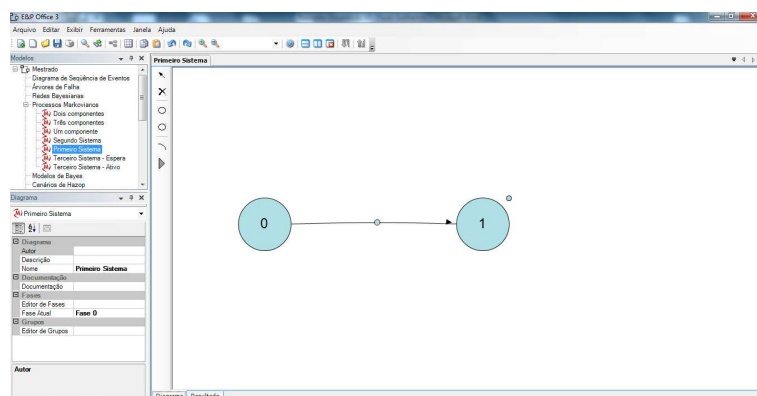 E&P Office 3
Arquivo Editar Exibir Ferramentas Janela Ajuda
Modelos
Mestrado
Diagrama de Seqüência de Eventos
Árvores de Falha
Redes Bayesianas
Processos Markovianos
Dois componentes
Três componentes
Um componente
Segundo Sistema
Primeiro Sistema
Terceiro Sistema - Espera
Terceiro Sistema - Ativo
Modelos de Bayes
Cenários de Hazop
Diagrama
Primeiro Sistema
Diagrama
Autor
Descrição
Nome Primeiro Sistema
Documentação
Documentação
Fases
Editor de Fases
Fase Atual Fase 0
Grupos
Editor de Grupos
Autor
Primeiro Sistema
0 1
Diagrama Resultado